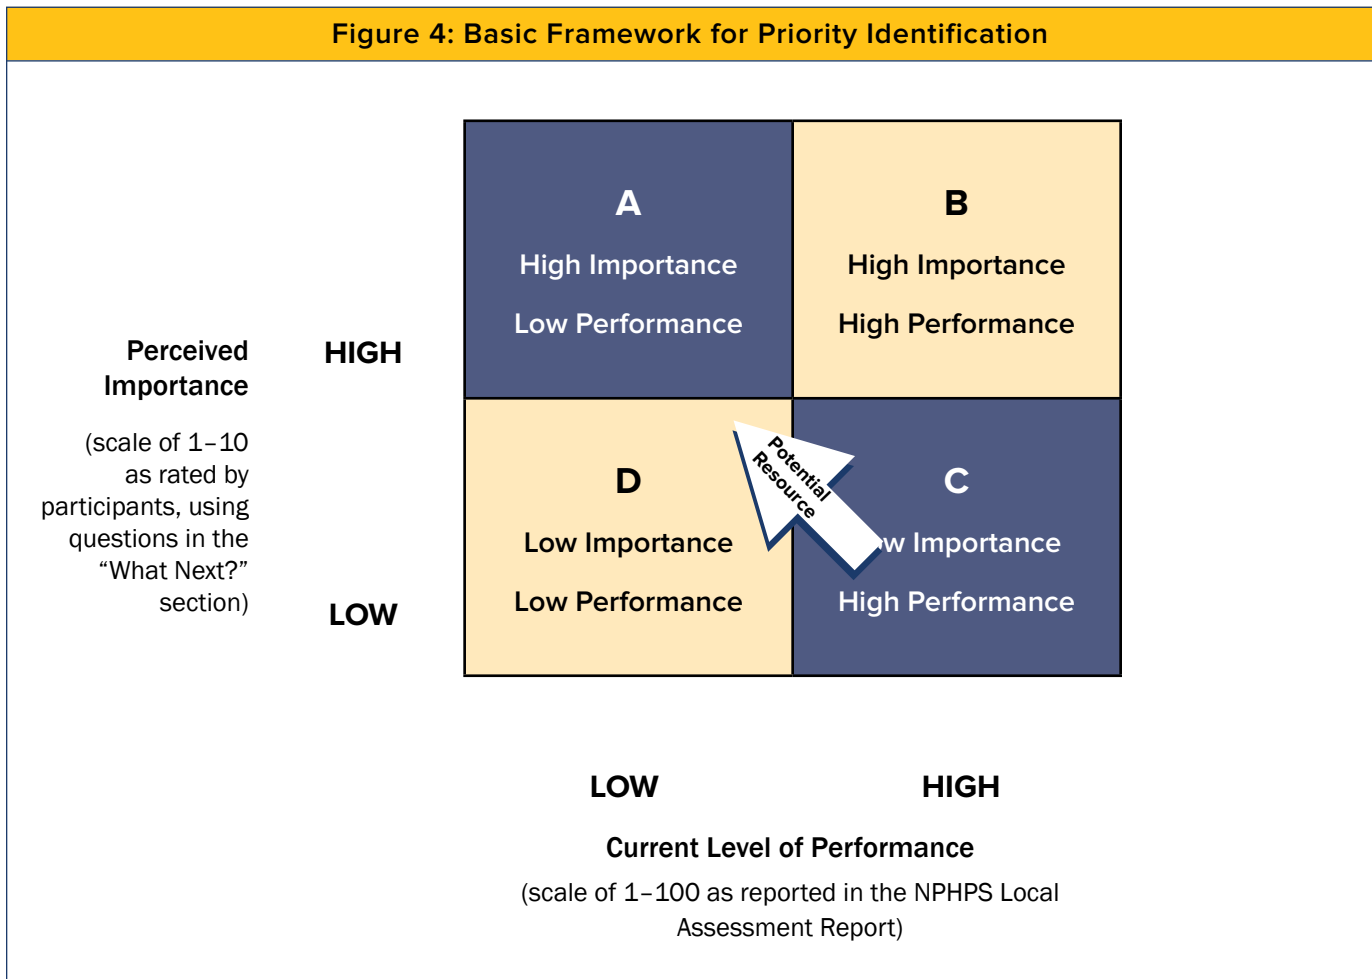 Figure 4: Basic Framework for Priority Identification
A
High Importance
Low Performance
B
High Importance
High Performance
Perceived
Importance
HIGH
(scale of 1–10
as rated by
participants, using
questions in the
“What Next?”
section)
LOW
D
Low Importance
Low Performance
Potential
Resource
C
Importance
High Performance
LOW
HIGH
Current Level of Performance
(scale of 1–100 as reported in the NPHPS Local
Assessment Report)